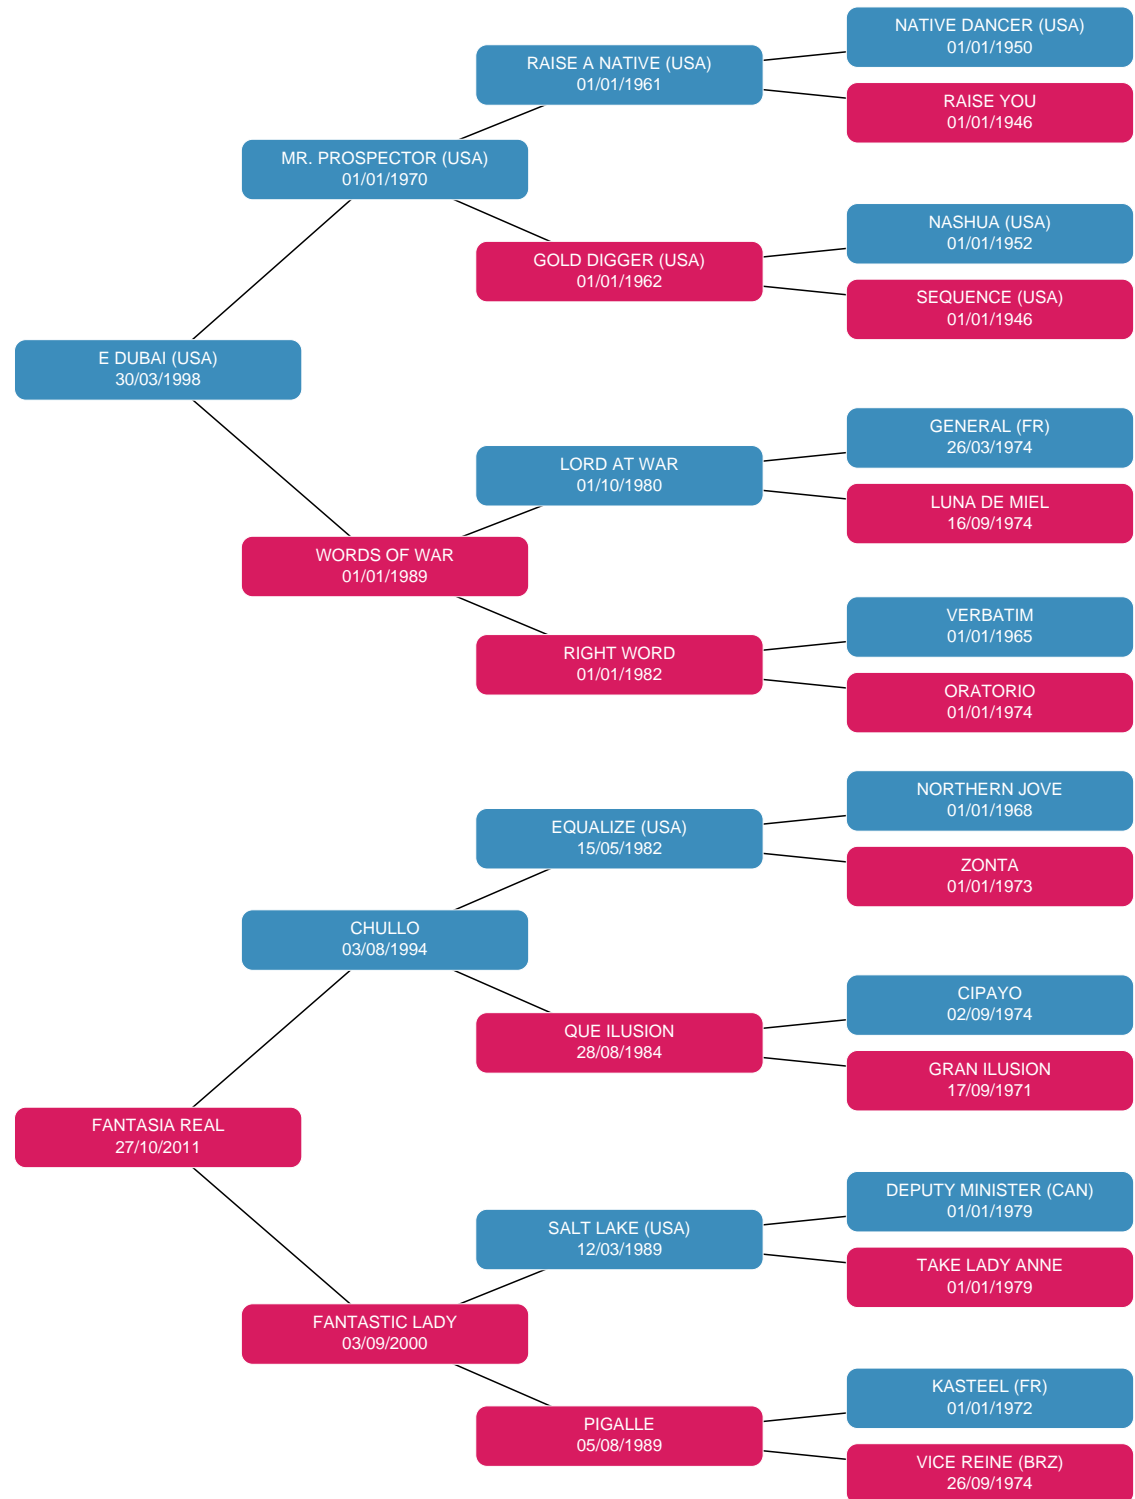 NATIVE DANCER (USA)
01/01/1950
RAISE A NATIVE (USA)
01/01/1961
RAISE YOU
01/01/1946
MR. PROSPECTOR (USA)
01/01/1970
NASHUA (USA)
01/01/1952
GOLD DIGGER (USA)
01/01/1962
SEQUENCE (USA)
01/01/1946
E DUBAI (USA)
30/03/1998
GENERAL (FR)
26/03/1974
LORD AT WAR
01/10/1980
LUNA DE MIEL
16/09/1974
WORDS OF WAR
01/01/1989
VERBATIM
01/01/1965
RIGHT WORD
01/01/1982
ORATORIO
01/01/1974
NORTHERN JOVE
01/01/1968
EQUALIZE (USA)
15/05/1982
ZONTA
01/01/1973
CHULLO
03/08/1994
CIPAYO
02/09/1974
QUE ILUSION
28/08/1984
GRAN ILUSION
17/09/1971
FANTASIA REAL
27/10/2011
DEPUTY MINISTER (CAN)
01/01/1979
SALT LAKE (USA)
12/03/1989
TAKE LADY ANNE
01/01/1979
FANTASTIC LADY
03/09/2000
KASTEEL (FR)
01/01/1972
PIGALLE
05/08/1989
VICE REINE (BRZ)
26/09/1974